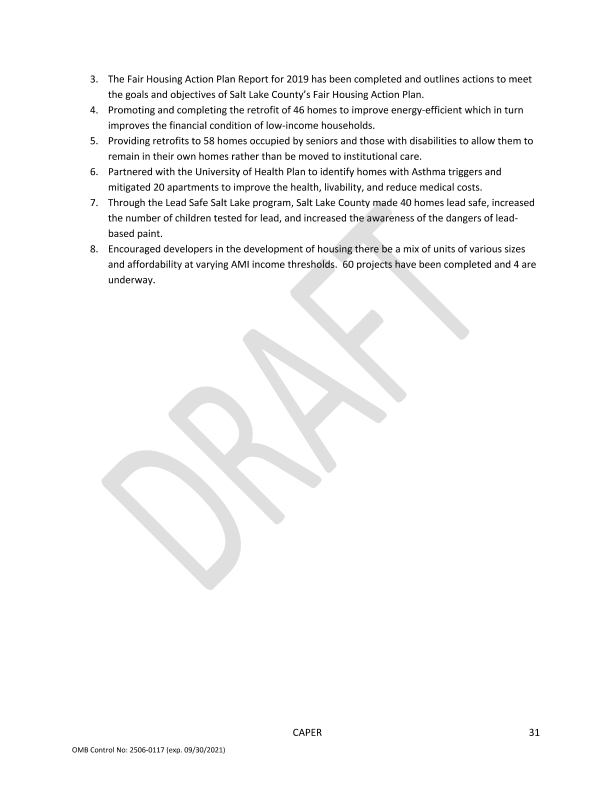 3. The Fair Housing Action Plan Report for 2019 has been completed and outlines actions to meet
the goals and objectives of Salt Lake County's Fair Housing Action Plan.
4. Promoting and completing the retrofit of 46 homes to improve energy-efficient which in turn
improves the financial condition of low-income households.
5. Providing retrofits to 58 homes occupied by seniors and those with disabilities to allow them to
remain in their own homes rather than be moved to institutional care.
6. Partnered with the University of Health Plan to identify homes with Asthma triggers and
mitigated 20 apartments to improve the health, livability, and reduce medical costs.
7. Through the Lead Safe Salt Lake program, Salt Lake County made 40 homes lead safe, increased
the number of children tested for lead, and increased the awareness of the dangers of lead-
based paint.
8. Encouraged developers in the development of housing there be a mix of units of various sizes
and affordability at varying AMI income thresholds.  60 projects have been completed and 4 are
underway.
DRAFT
CAPER 31
OMB Control No: 2506-0117 (exp. 09/30/2021)